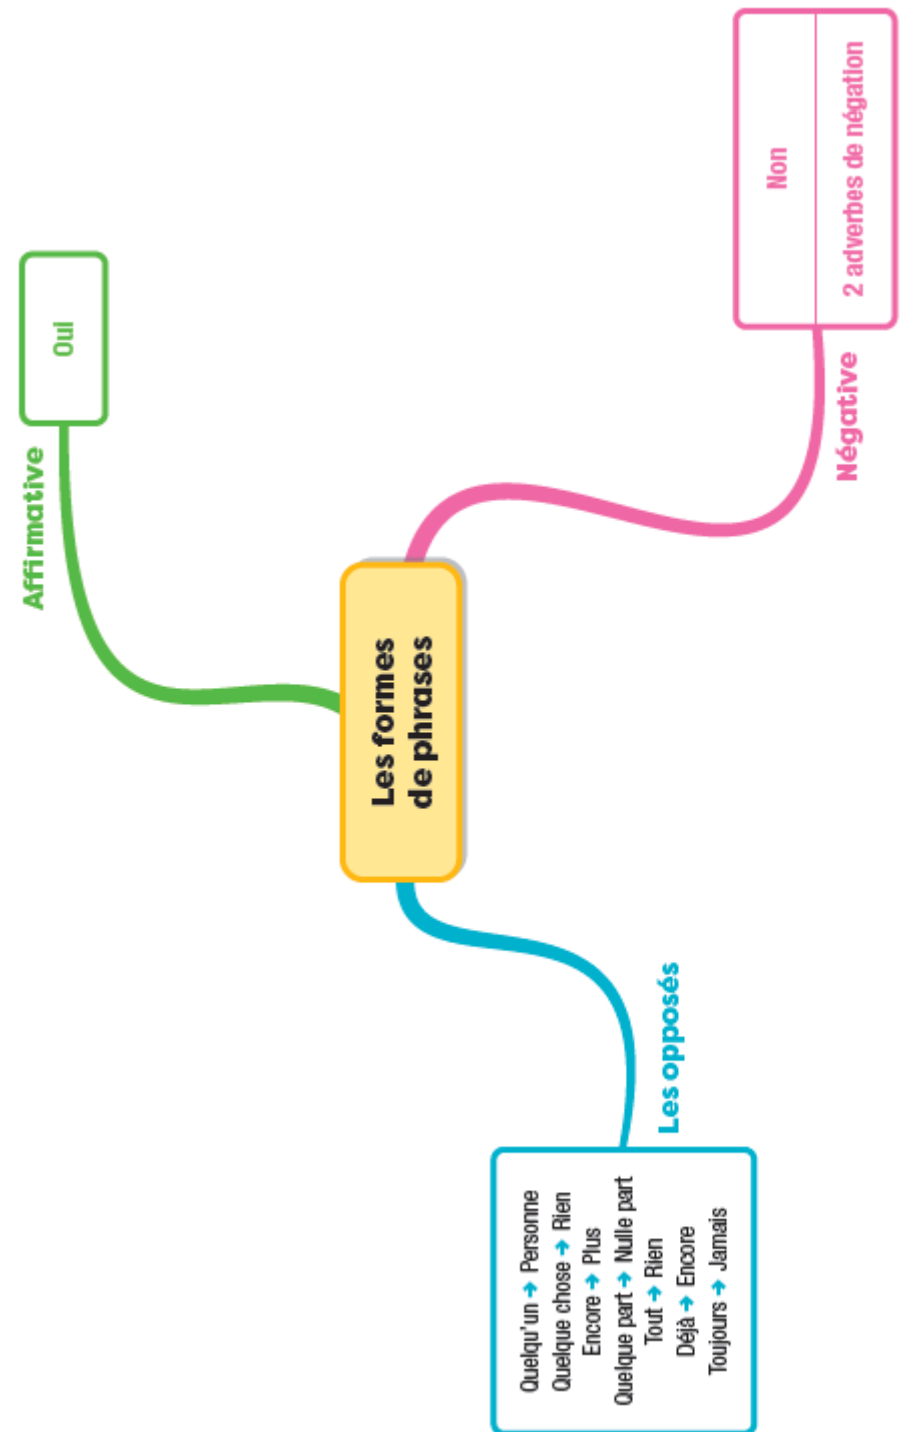 Les formes
de phrases
Affirmative
Oui
Négative
Non
2 adverbes de négation
Les opposés
Quelqu'un → Personne
Quelque chose → Rien
Encore → Plus
Quelque part → Nulle part
Tout → Rien
Déjà → Encore
Toujours → Jamais